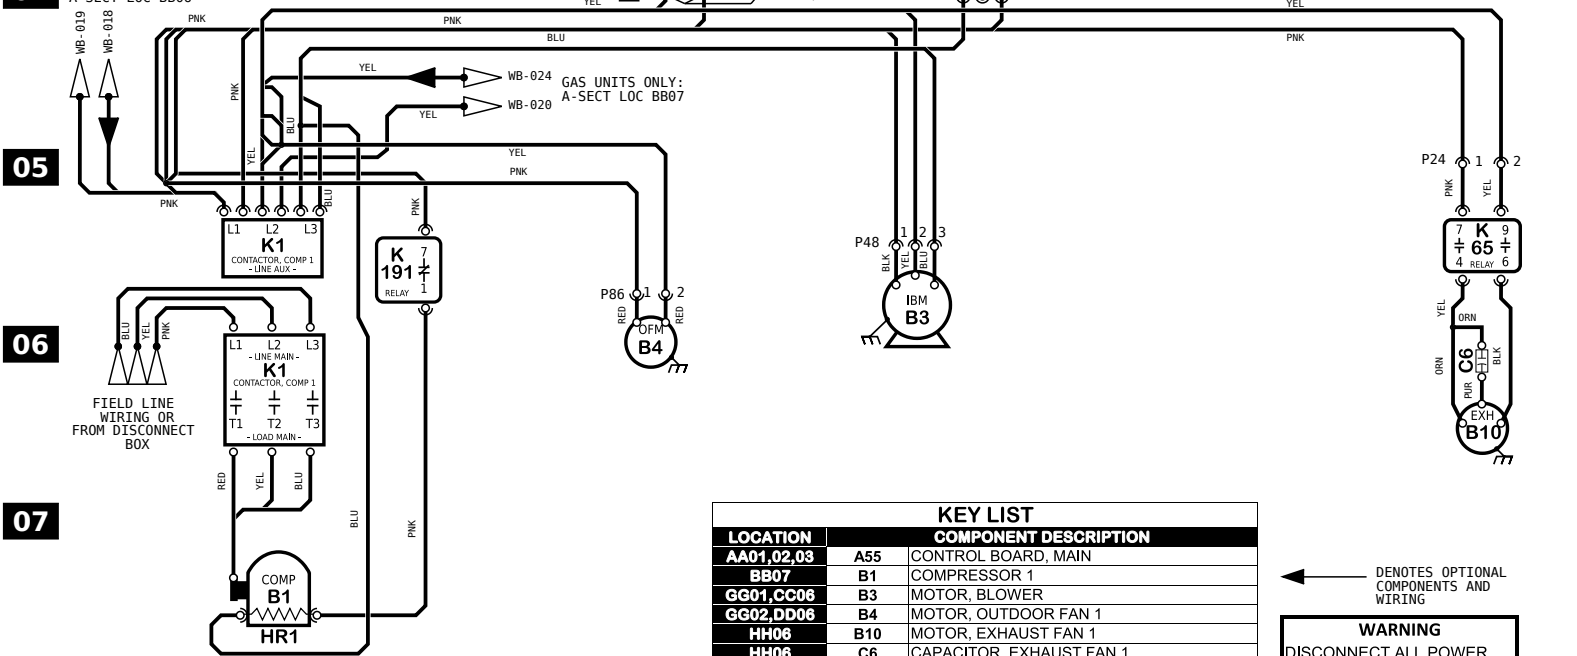 A-SECT LOC BB06
YEL
YEL
WB-019
WB-018
PNK
PNK
BLU
PNK
YEL
WB-024
GAS UNITS ONLY:
A-SECT LOC BB07
PNK
WB-020
YEL
BLU
05
YEL
YEL
PNK
PNK
BLU
PNK
P24 1 2
PNK
YEL
L1 L2 L3
K1
CONTACTOR, COMP 1
- LINE AUX -
K
191
7
1
RELAY
P48 1 2 3
BLK
YEL
BLU
7 K 9
65
4 RELAY 6
P86 1 2
RED
RED
OFM
B4
IBM
B3
06
BLU
YEL
PNK
L1 L2 L3
- LINE MAIN -
K1
CONTACTOR, COMP 1
T1 T2 T3
- LOAD MAIN -
FIELD LINE
WIRING OR
FROM DISCONNECT
BOX
YEL
ORN
ORN
C6
BLK
PUR
EXH
B10
RED
YEL
BLU
07
BLU
PNK
COMP
B1
HR1
KEY LIST
LOCATION COMPONENT DESCRIPTION
AA01,02,03 A55 CONTROL BOARD, MAIN
BB07 B1 COMPRESSOR 1
GG01,CC06 B3 MOTOR, BLOWER
GG02,DD06 B4 MOTOR, OUTDOOR FAN 1
HH06 B10 MOTOR, EXHAUST FAN 1
HH06 C6 CAPACITOR, EXHAUST FAN 1
DENOTES OPTIONAL
COMPONENTS AND
WIRING
WARNING
DISCONNECT ALL POWER